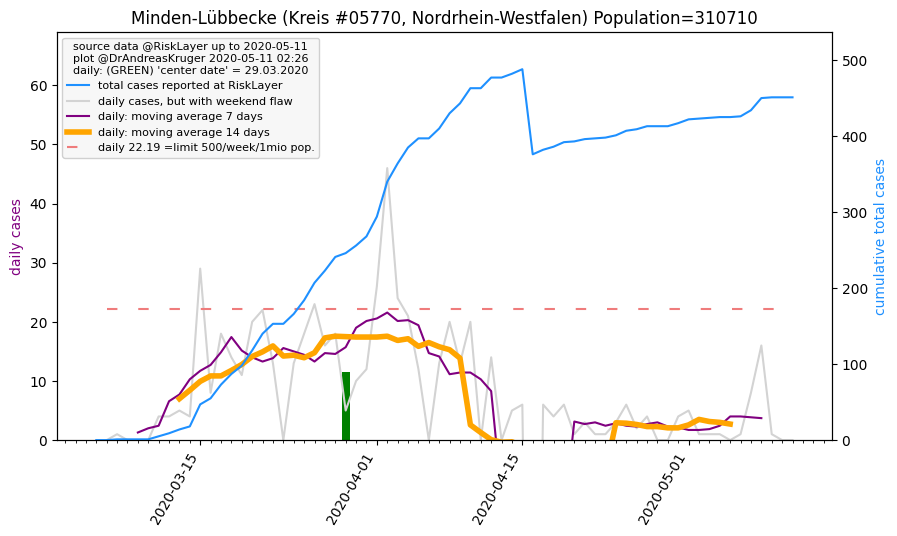 Minden-Lübbecke (Kreis #05770, Nordrhein-Westfalen) Population=310710
source data @RiskLayer up to 2020-05-11
plot @DrAndreasKruger 2020-05-11 02:26
daily: (GREEN) 'center date' = 29.03.2020
total cases reported at RiskLayer
daily cases, but with weekend flaw
daily: moving average 7 days
daily: moving average 14 days
daily 22.19 =limit 500/week/1mio pop.
daily cases
60
50
40
30
20
10
0
cumulative total cases
500
400
300
200
100
0
2020-03-15
2020-04-01
2020-04-15
2020-05-01